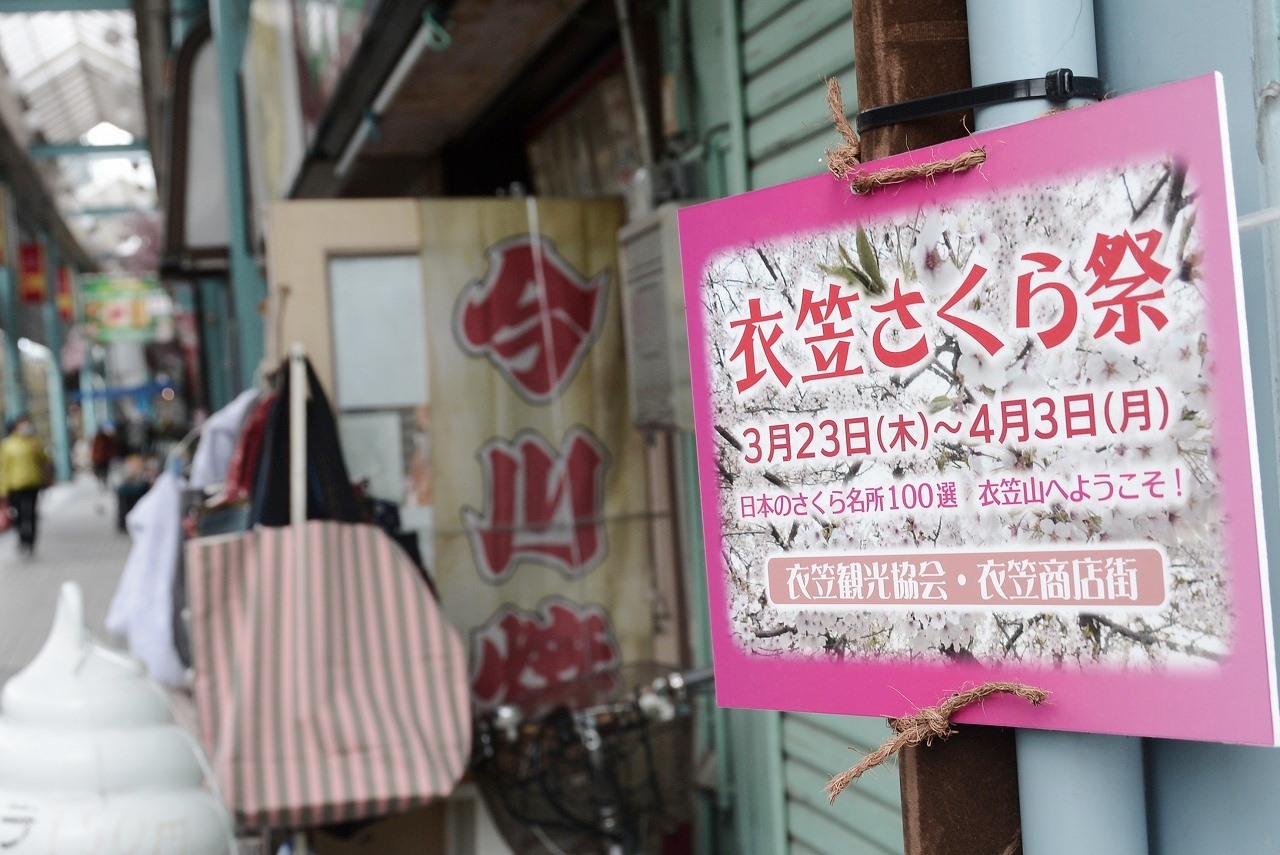 衣笠さくら祭
3月23日(木)～4月3日(月)
日本のさくら名所100選 衣笠山へようこそ！
衣笠観光協会・衣笠商店街
今川焼